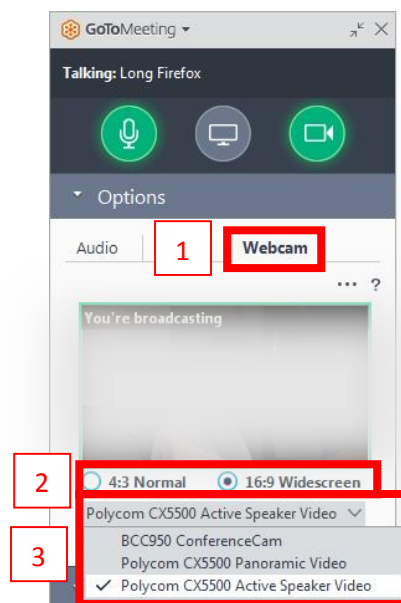 GoToMeeting
Talking: Long Firefox
Options
Audio
1
Webcam
... ?
You're broadcasting
2
4:3 Normal
16:9 Widescreen
Polycom CX5500 Active Speaker Video
3
BCC950 ConferenceCam
Polycom CX5500 Panoramic Video
Polycom CX5500 Active Speaker Video